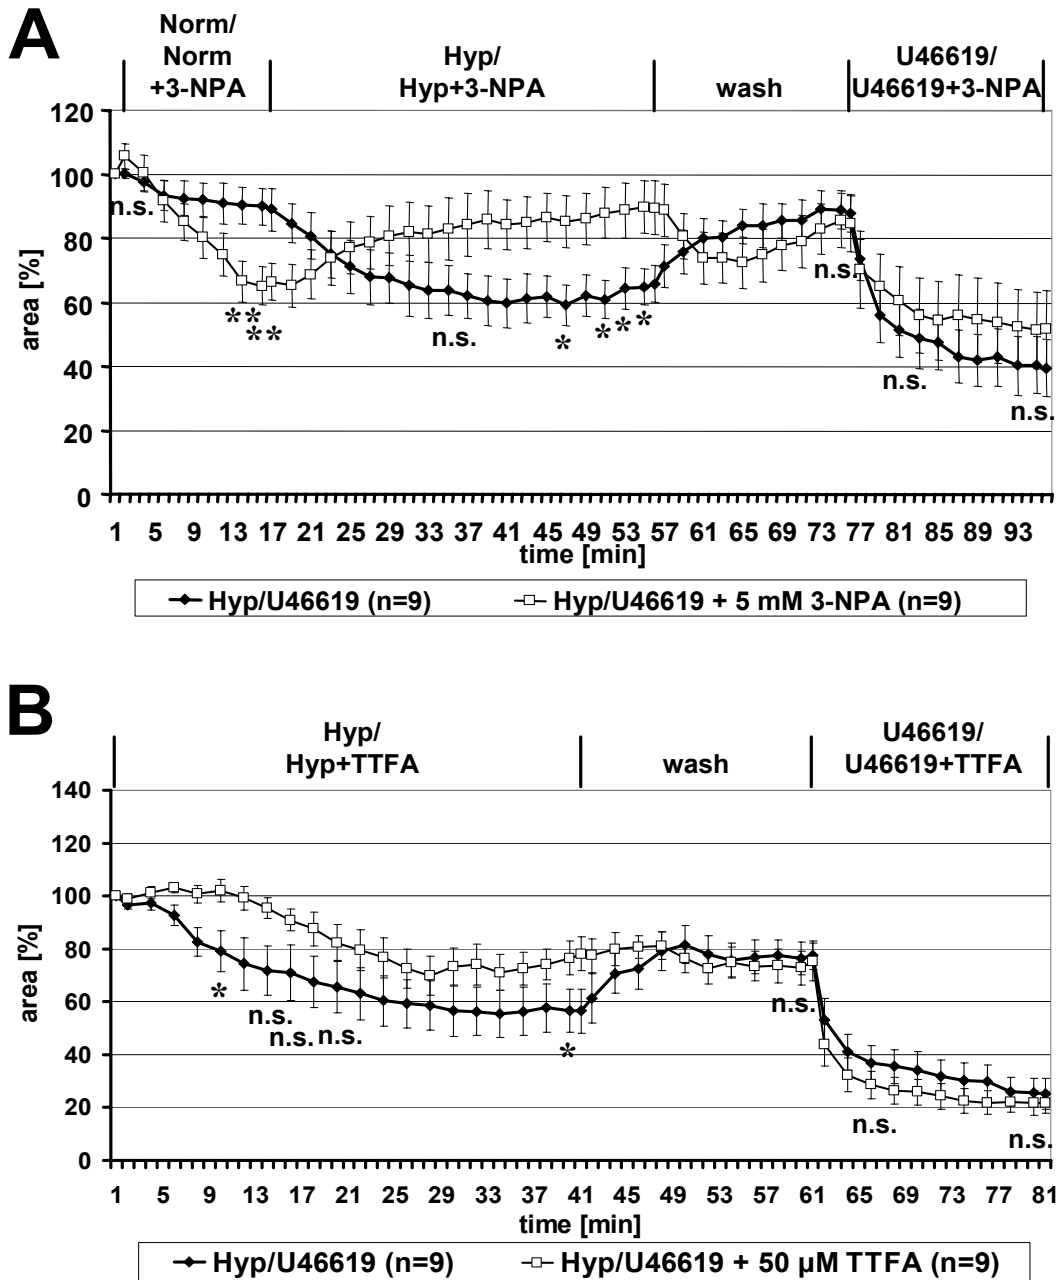 A
Norm/
Norm
+3-NPA
Hyp/
Hyp+3-NPA
wash
U46619/
U46619+3-NPA
120
100
80
60
40
20
0
area [%]
n.s.
**
**
n.s.
*
*
*
*
n.s.
n.s.
n.s.
1 5 9 13 17 21 25 29 33 37 41 45 49 53 57 61 65 69 73 77 81 85 89 93
time [min]
Hyp/U46619 (n=9) Hyp/U46619 + 5 mM 3-NPA (n=9)
B
Hyp/
Hyp+TTFA
wash
U46619/
U46619+TTFA
140
120
100
80
60
40
20
0
area [%]
*
n.s.
n.s.
n.s.
*
n.s.
n.s.
n.s.
1 5 9 13 17 21 25 29 33 37 41 45 49 53 57 61 65 69 73 77 81
time [min]
Hyp/U46619 (n=9) Hyp/U46619 + 50 µM TTFA (n=9)